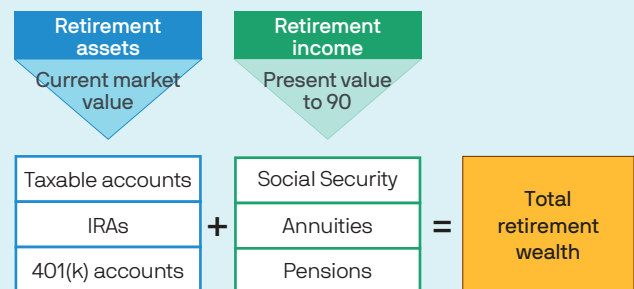 Retirement
assets
Current market
value
Taxable accounts
IRAs
401(k) accounts
+
Retirement
income
Present value
to 90
Social Security
Annuities
Pensions
=
Total
retirement
wealth